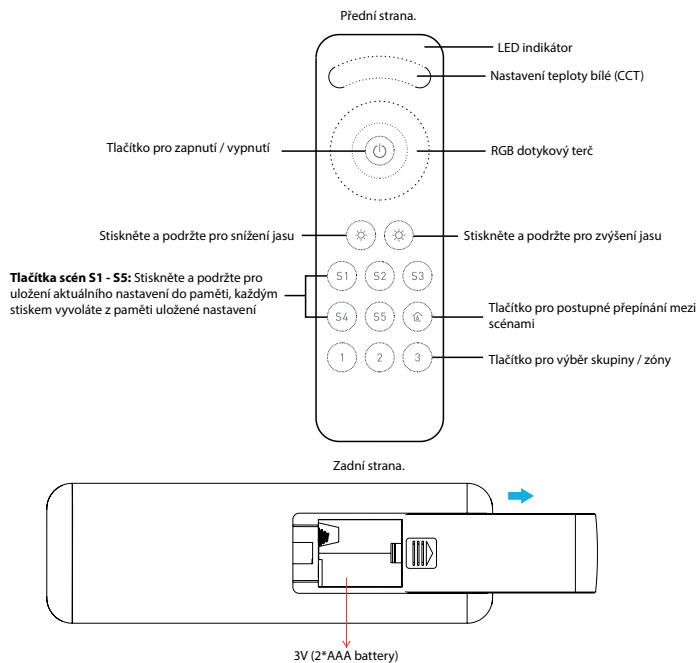 Přední strana.
LED indikátor
Nastavení teploty bílé (CCT)
Tlačítko pro zapnutí / vypnutí
RGB dotykový terč
Stiskněte a podržte pro snížení jasu
Stiskněte a podržte pro zvýšení jasu
Tlačítka scén S1 - S5: Stiskněte a podržte pro
uložení aktuálního nastavení do paměti, každým
stiskem vyvoláte z paměti uložené nastavení
S1 S2 S3
S4 S5
Tlačítko pro postupné přepínání mezi
scénami
1 2 3
Tlačítko pro výběr skupiny / zóny
Zadní strana.
3V (2*AAA battery)